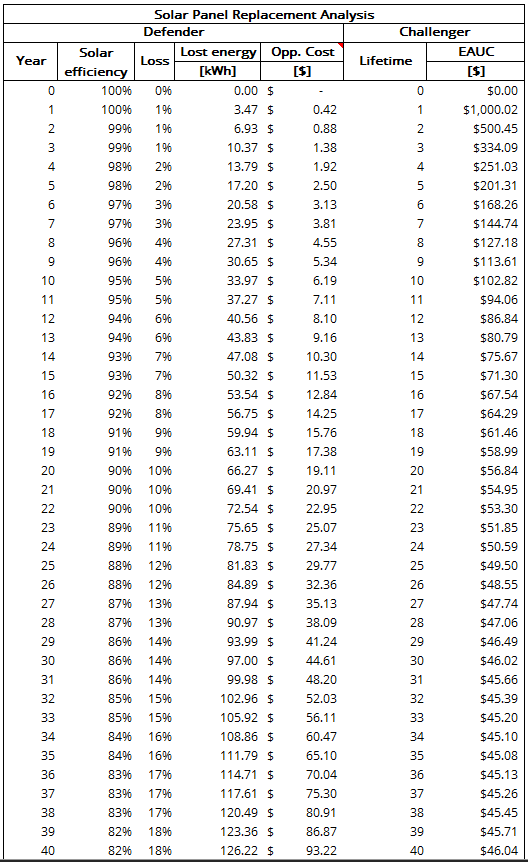 Solar Panel Replacement Analysis
Defender Challenger
Year Solar efficiency Loss Lost energy [kWh] Opp. Cost [$] Lifetime EAUC [$]
0 100% 0% 0.00 $ - 0 $0.00
1 100% 1% 3.47 $ 0.42 1 $1,000.02
2 99% 1% 6.93 $ 0.88 2 $500.45
3 99% 1% 10.37 $ 1.38 3 $334.09
4 98% 2% 13.79 $ 1.92 4 $251.03
5 98% 2% 17.20 $ 2.50 5 $201.31
6 97% 3% 20.58 $ 3.13 6 $168.26
7 97% 3% 23.95 $ 3.81 7 $144.74
8 96% 4% 27.31 $ 4.55 8 $127.18
9 96% 4% 30.65 $ 5.34 9 $113.61
10 95% 5% 33.97 $ 6.19 10 $102.82
11 95% 5% 37.27 $ 7.11 11 $94.06
12 94% 6% 40.56 $ 8.10 12 $86.84
13 94% 6% 43.83 $ 9.16 13 $80.79
14 93% 7% 47.08 $ 10.30 14 $75.67
15 93% 7% 50.32 $ 11.53 15 $71.30
16 92% 8% 53.54 $ 12.84 16 $67.54
17 92% 8% 56.75 $ 14.25 17 $64.29
18 91% 9% 59.94 $ 15.76 18 $61.46
19 91% 9% 63.11 $ 17.38 19 $58.99
20 90% 10% 66.27 $ 19.11 20 $56.84
21 90% 10% 69.41 $ 20.97 21 $54.95
22 90% 10% 72.54 $ 22.95 22 $53.30
23 89% 11% 75.65 $ 25.07 23 $51.85
24 89% 11% 78.75 $ 27.34 24 $50.59
25 88% 12% 81.83 $ 29.77 25 $49.50
26 88% 12% 84.89 $ 32.36 26 $48.55
27 87% 13% 87.94 $ 35.13 27 $47.74
28 87% 13% 90.97 $ 38.09 28 $47.06
29 86% 14% 93.99 $ 41.24 29 $46.49
30 86% 14% 97.00 $ 44.61 30 $46.02
31 86% 14% 99.98 $ 48.20 31 $45.66
32 85% 15% 102.96 $ 52.03 32 $45.39
33 85% 15% 105.92 $ 56.11 33 $45.20
34 84% 16% 108.86 $ 60.47 34 $45.10
35 84% 16% 111.79 $ 65.10 35 $45.08
36 83% 17% 114.71 $ 70.04 36 $45.13
37 83% 17% 117.61 $ 75.30 37 $45.26
38 83% 17% 120.49 $ 80.91 38 $45.45
39 82% 18% 123.36 $ 86.87 39 $45.71
40 82% 18% 126.22 $ 93.22 40 $46.04